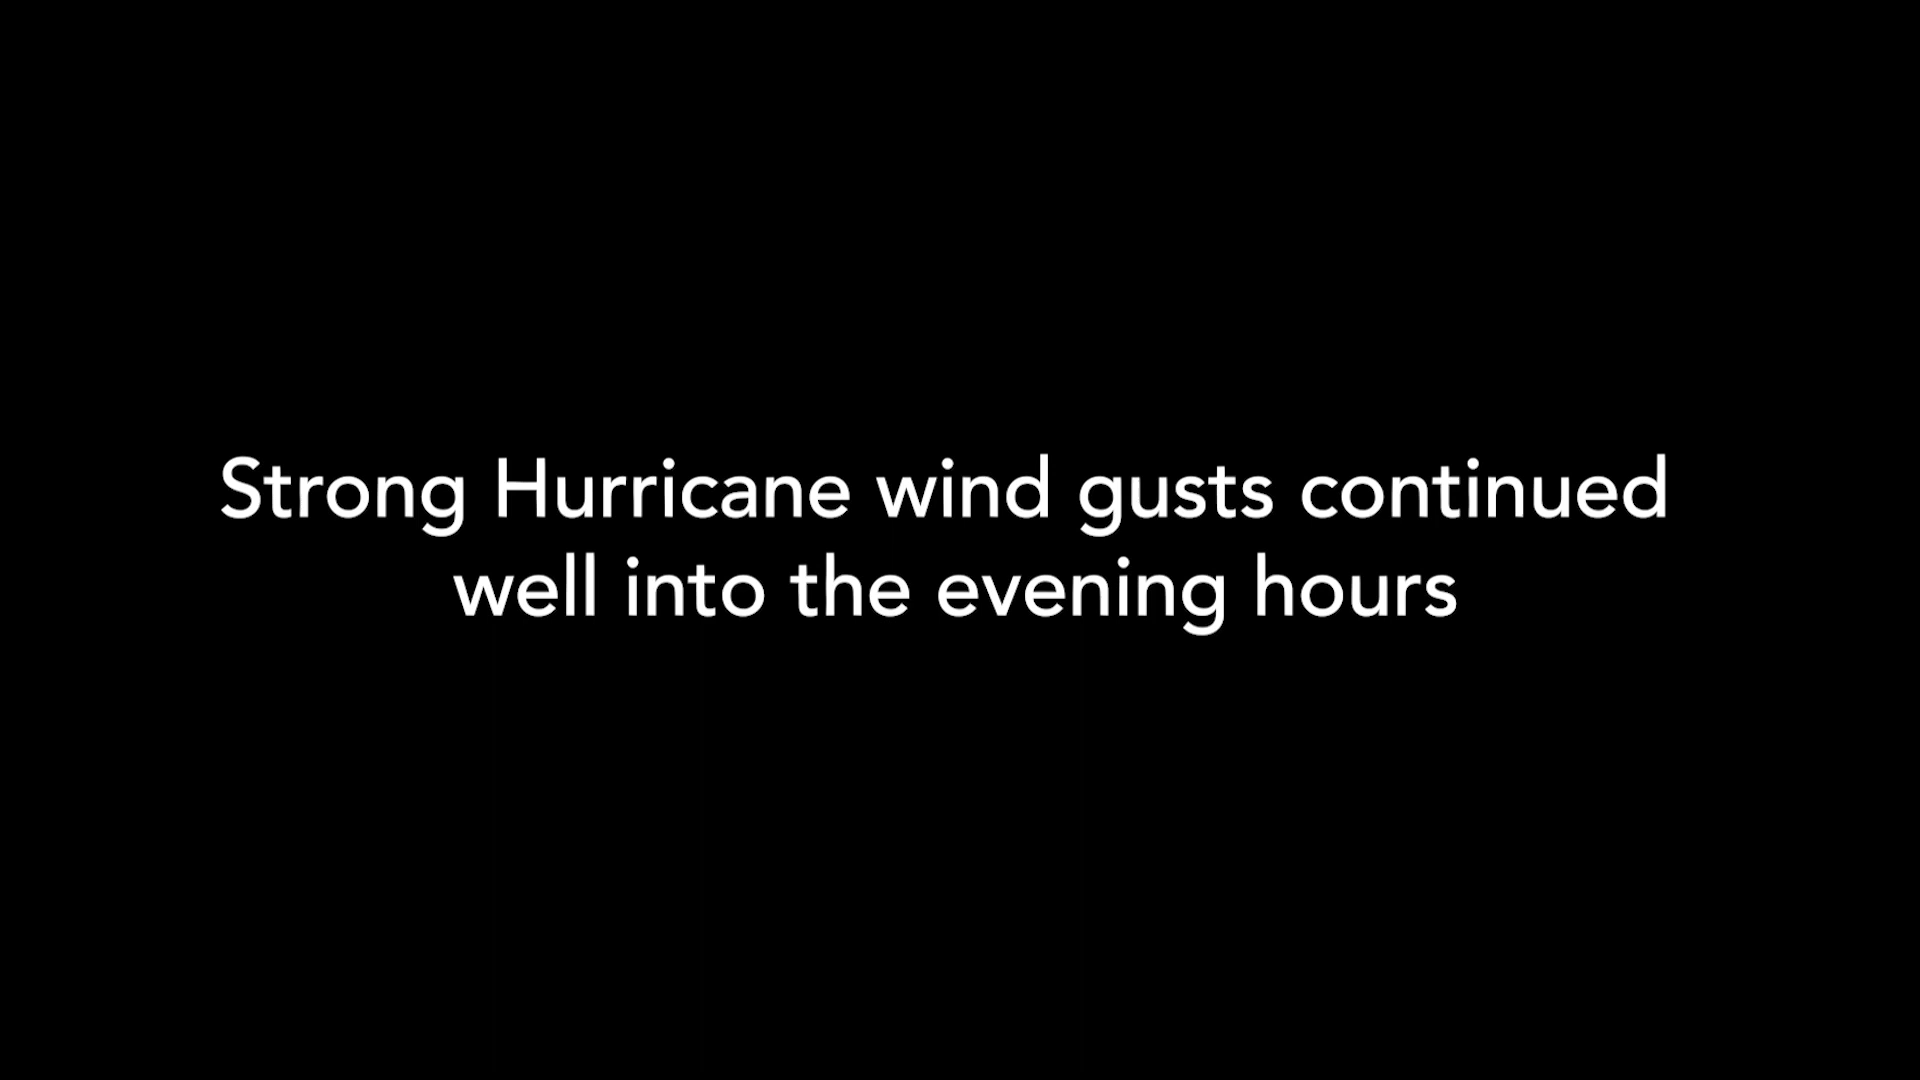 Strong Hurricane wind gusts continued
well into the evening hours